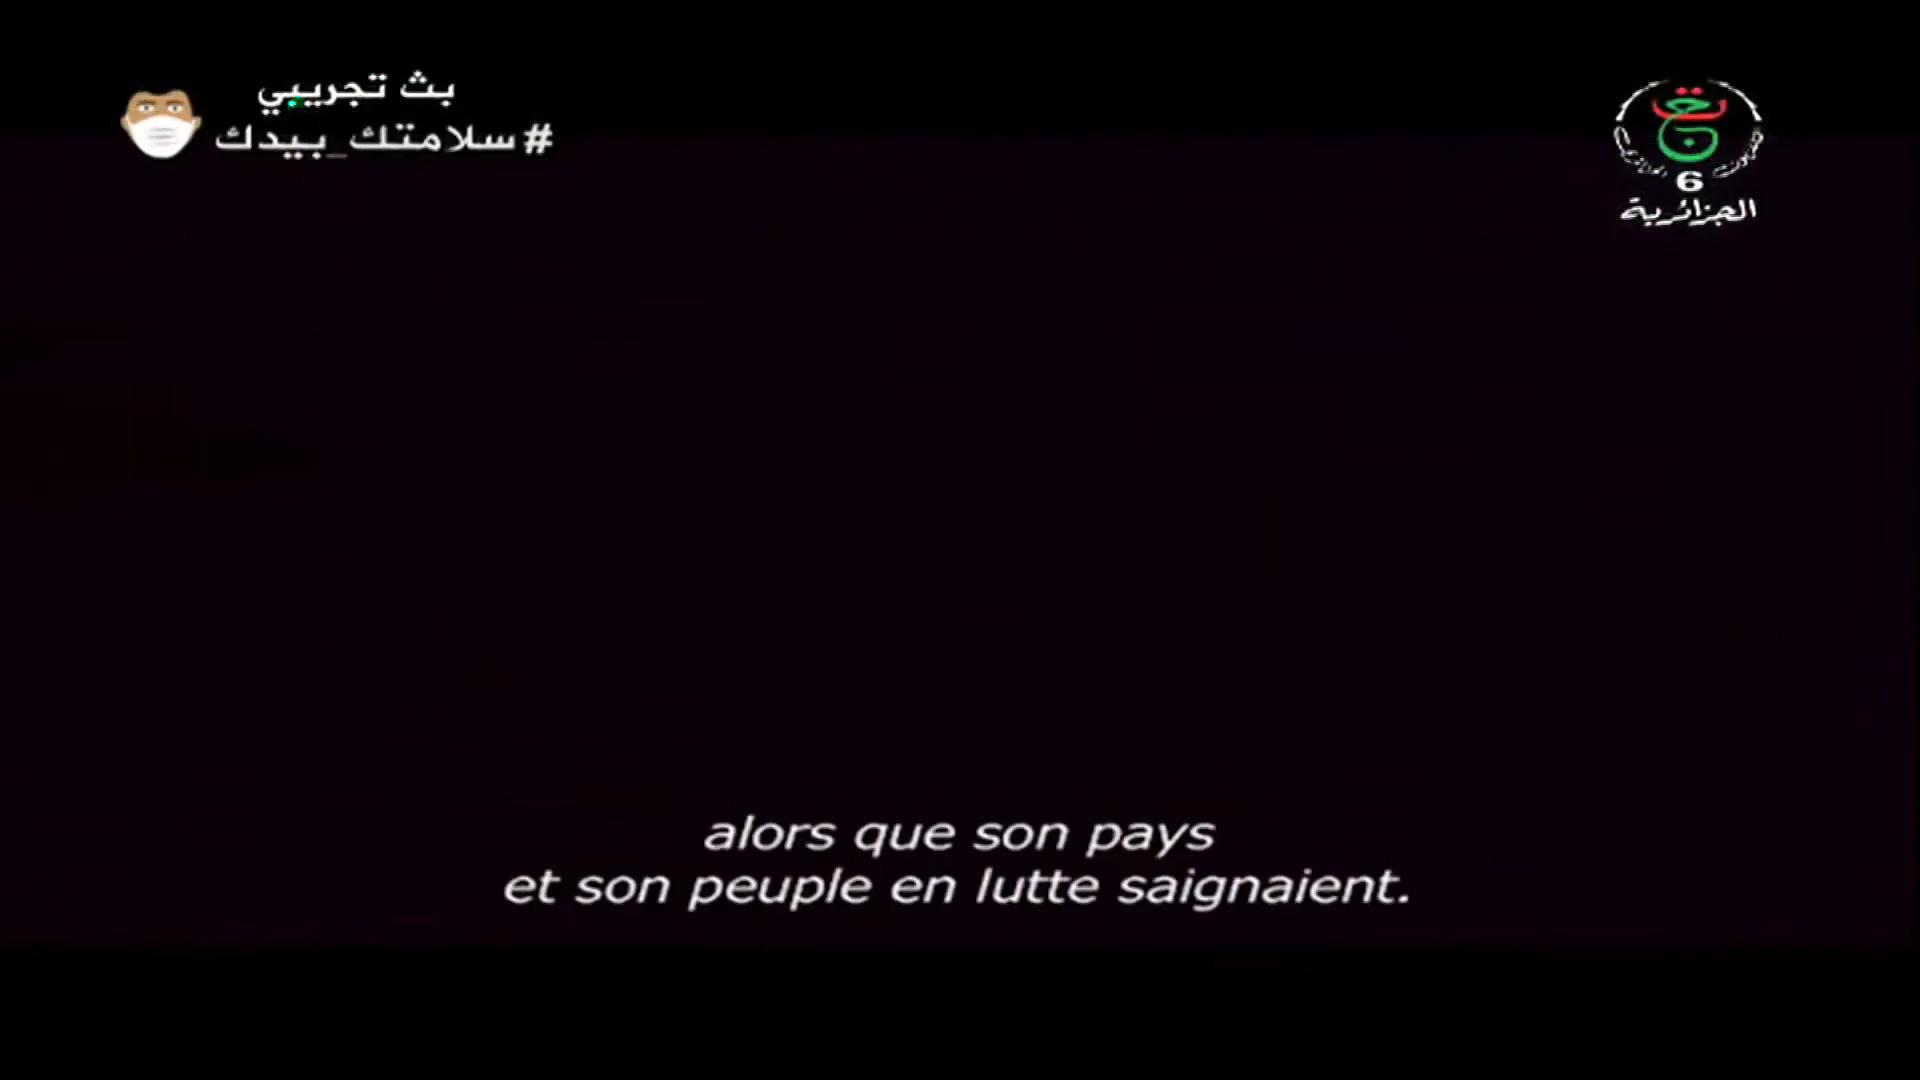 بث تجريبي
#سلامتك_بيدك
6
الجزائرية
alors que son pays
et son peuple en lutte saignaient.